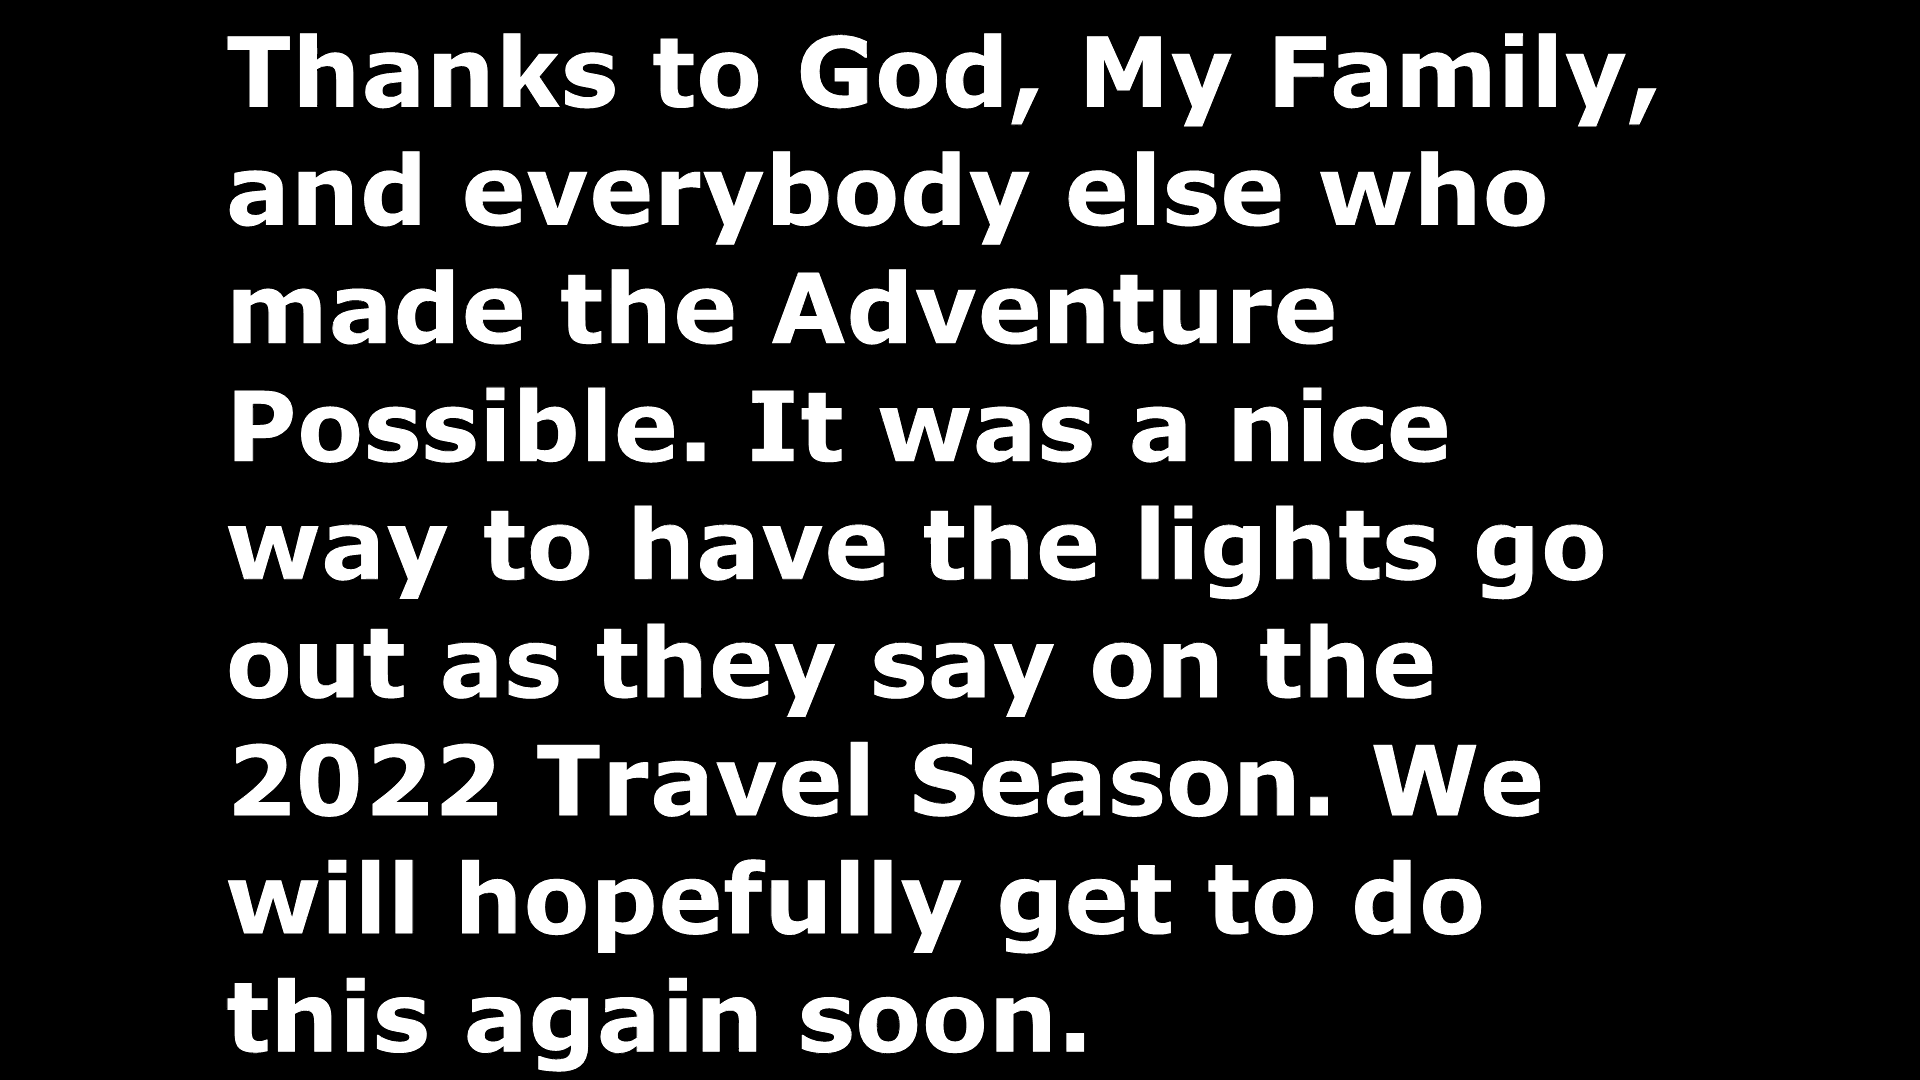 Thanks to God, My Family,
and everybody else who
made the Adventure
Possible. It was a nice
way to have the lights go
out as they say on the
2022 Travel Season. We
will hopefully get to do
this again soon.